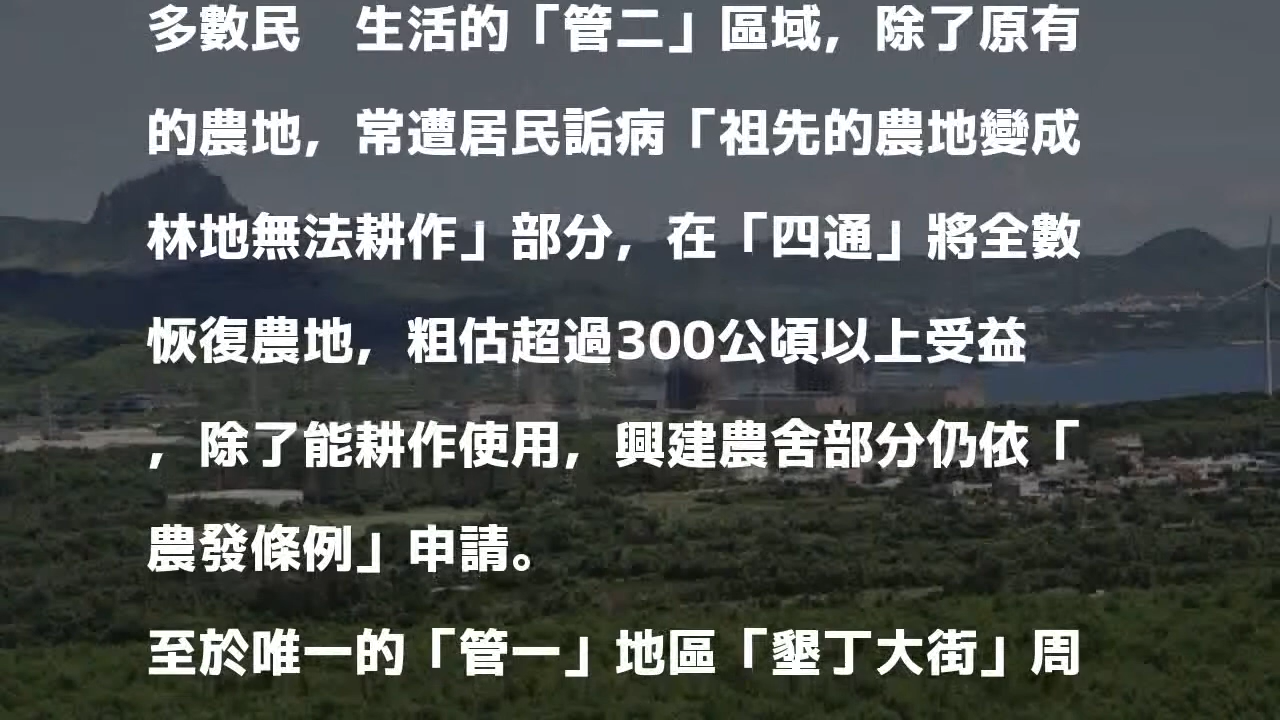 多數民　生活的「管二」區域，除了原有
的農地，常遭居民詬病「祖先的農地變成
林地無法耕作」部分，在「四通」將全數
恢復農地，粗估超過300公頃以上受益
，除了能耕作使用，興建農舍部分仍依「
農發條例」申請。
至於唯一的「管一」地區「墾丁大街」周